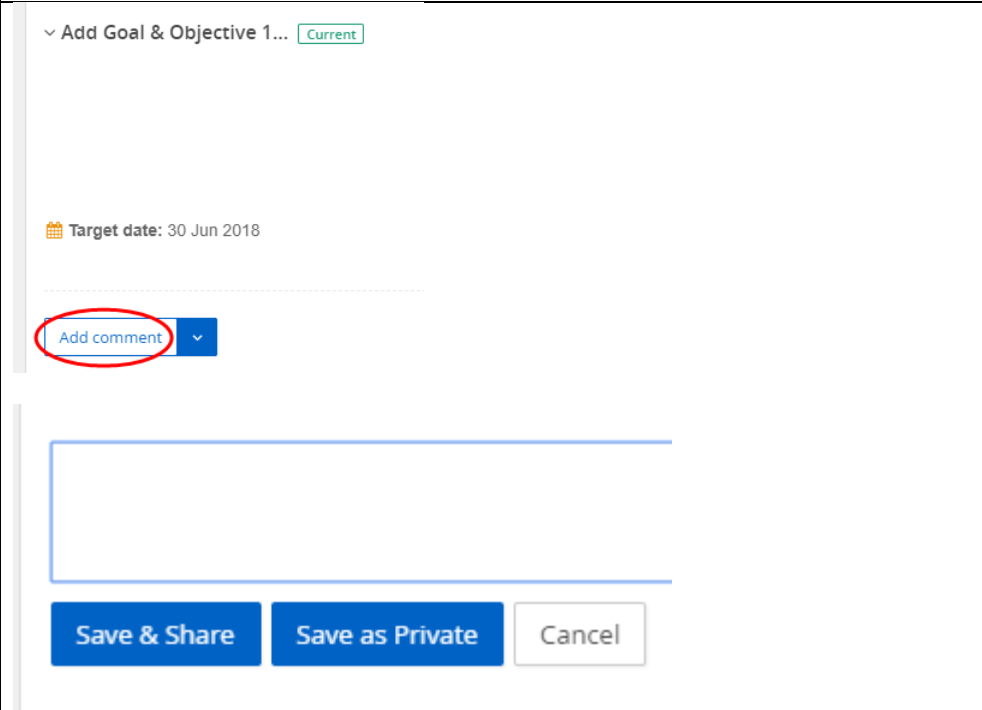 Add Goal & Objective 1... Current
Target date: 30 Jun 2018
Add comment
Save & Share Save as Private Cancel